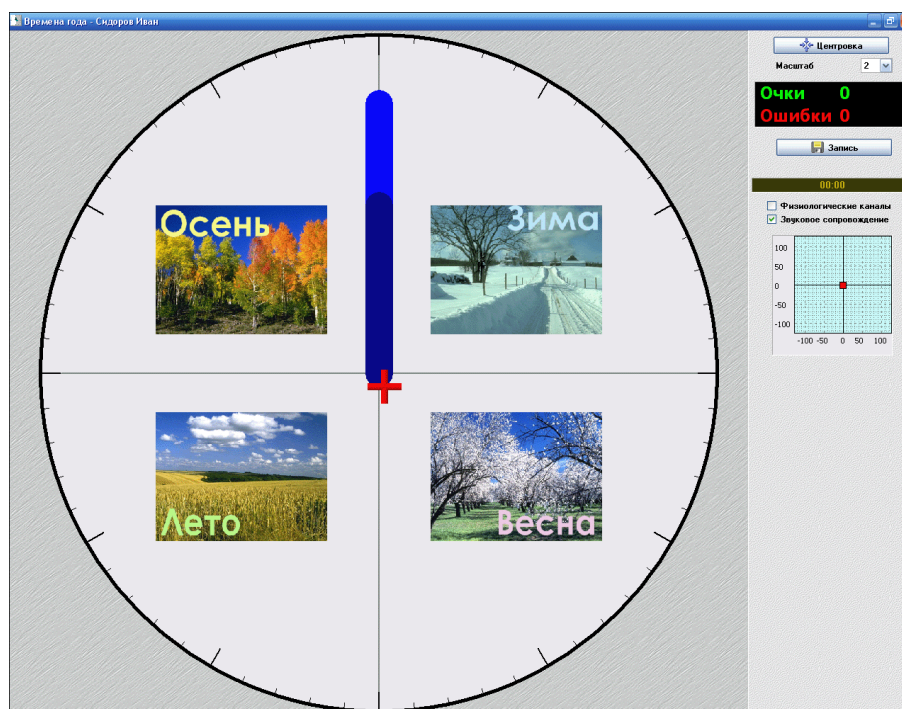 Времена года - Сидоров Иван
Центровка
Масштаб 2
Очки 0
Ошибки 0
Запись
00:00
Физиологические каналы
Звуковое сопровождение
100
50
0
-50
-100
-100 -50 0 50 100
Осень
Зима
Лето
Весна